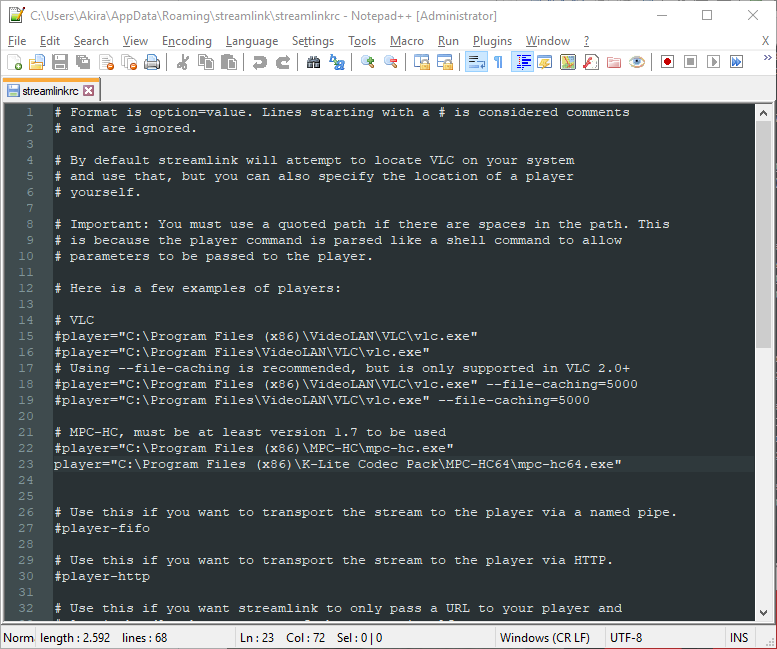 C:\Users\Akira\AppData\Roaming\streamlink\streamlinkrc - Notepad++ [Administrator]
File Edit Search View Encoding Language Settings Tools Macro Run Plugins Window ? X
streamlinkrc
1 # Format is option=value. Lines starting with a # is considered comments
2 # and are ignored.
3
4 # By default streamlink will attempt to locate VLC on your system
5 # and use that, but you can also specify the location of a player
6 # yourself.
7
8 # Important: You must use a quoted path if there are spaces in the path. This
9 # is because the player command is parsed like a shell command to allow
10 # parameters to be passed to the player.
11
12 # Here is a few examples of players:
13
14 # VLC
15 #player="C:\Program Files (x86)\VideoLAN\VLC\vlc.exe"
16 #player="C:\Program Files\VideoLAN\VLC\vlc.exe"
17 # Using --file-caching is recommended, but is only supported in VLC 2.0+
18 #player="C:\Program Files (x86)\VideoLAN\VLC\vlc.exe" --file-caching=5000
19 #player="C:\Program Files\VideoLAN\VLC\vlc.exe" --file-caching=5000
20
21 # MPC-HC, must be at least version 1.7 to be used
22 #player="C:\Program Files (x86)\MPC-HC\mpc-hc.exe"
23 player="C:\Program Files (x86)\K-Lite Codec Pack\MPC-HC64\mpc-hc64.exe"
24
25
26 # Use this if you want to transport the stream to the player via a named pipe.
27 #player-fifo
28
29 # Use this if you want to transport the stream to the player via HTTP.
30 #player-http
31
32 # Use this if you want streamlink to only pass a URL to your player and
Norm length : 2.592 lines : 68 Ln : 23 Col : 72 Sel : 0 | 0 Windows (CR LF) UTF-8 INS